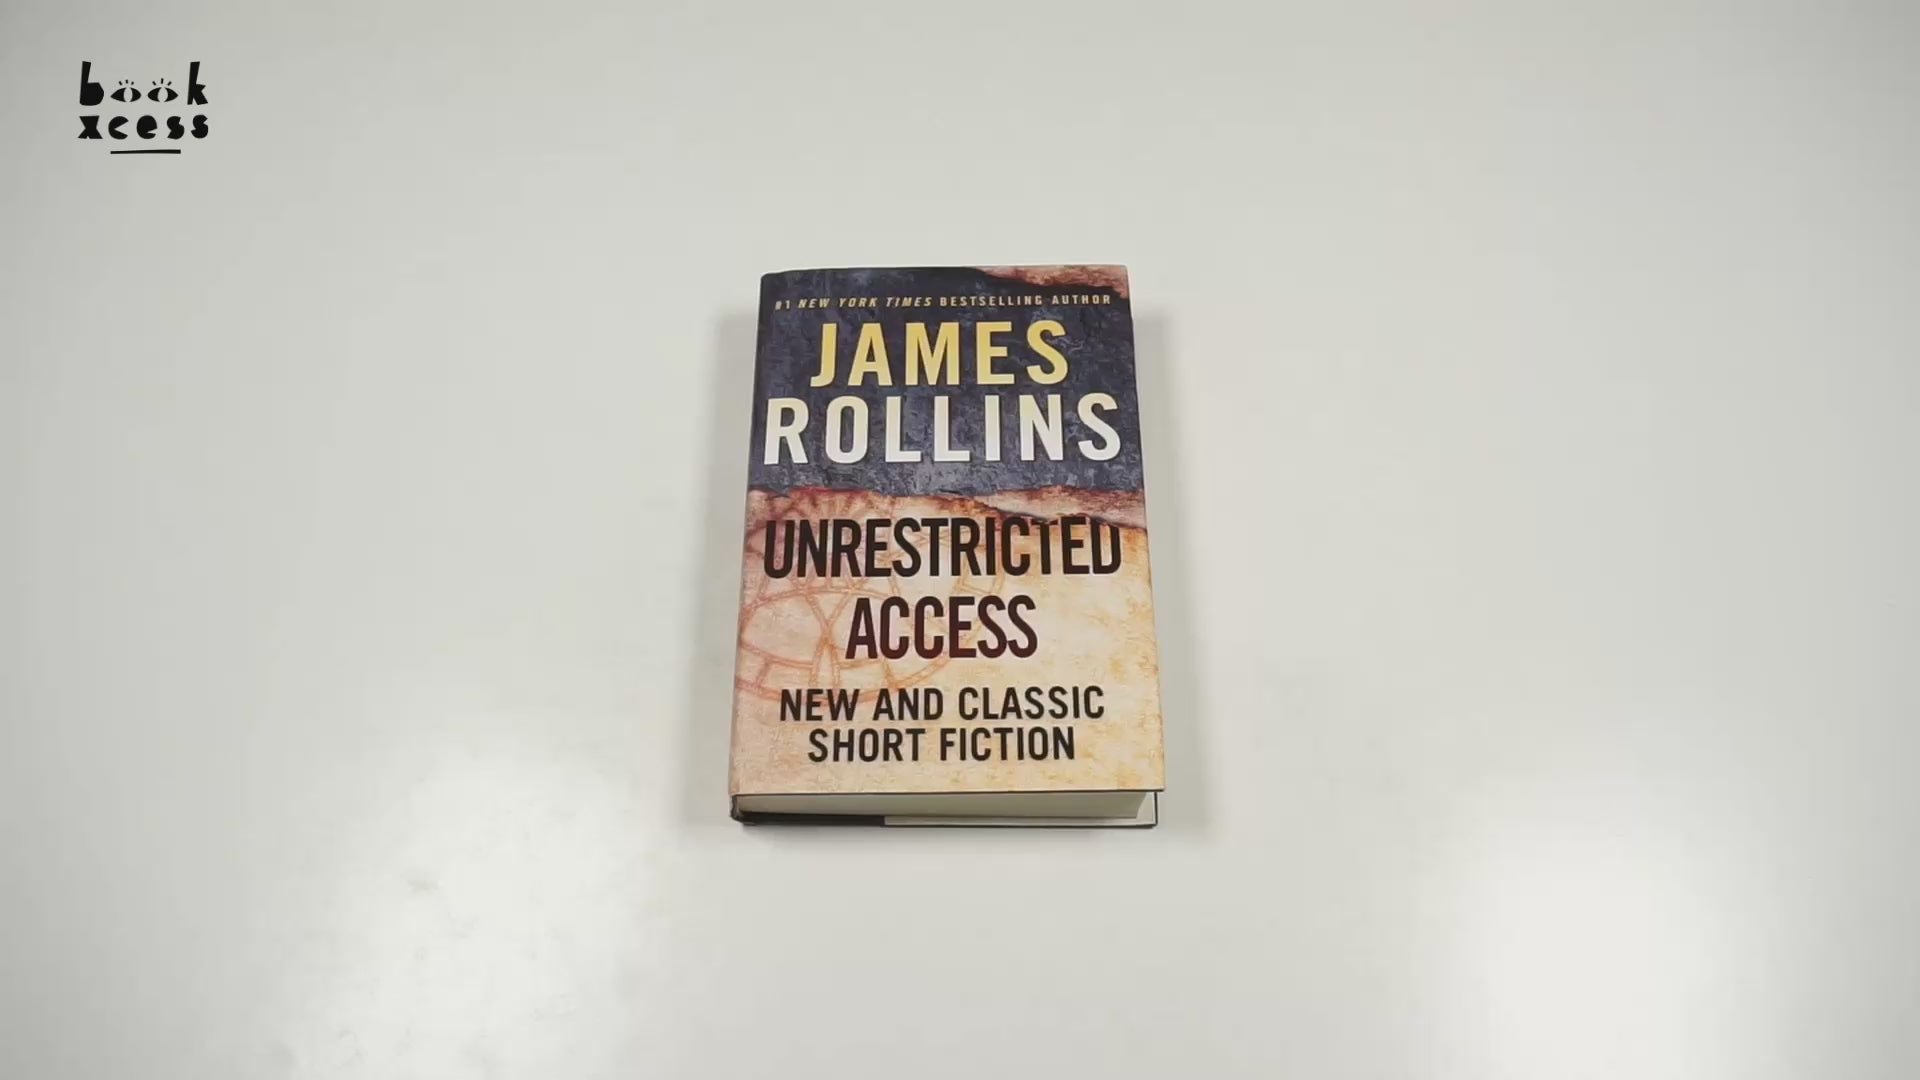 book
xcess
#1 NEW YORK TIMES BESTSELLING AUTHOR
JAMES
ROLLINS
UNRESTRICTED
ACCESS
NEW AND CLASSIC
SHORT FICTION